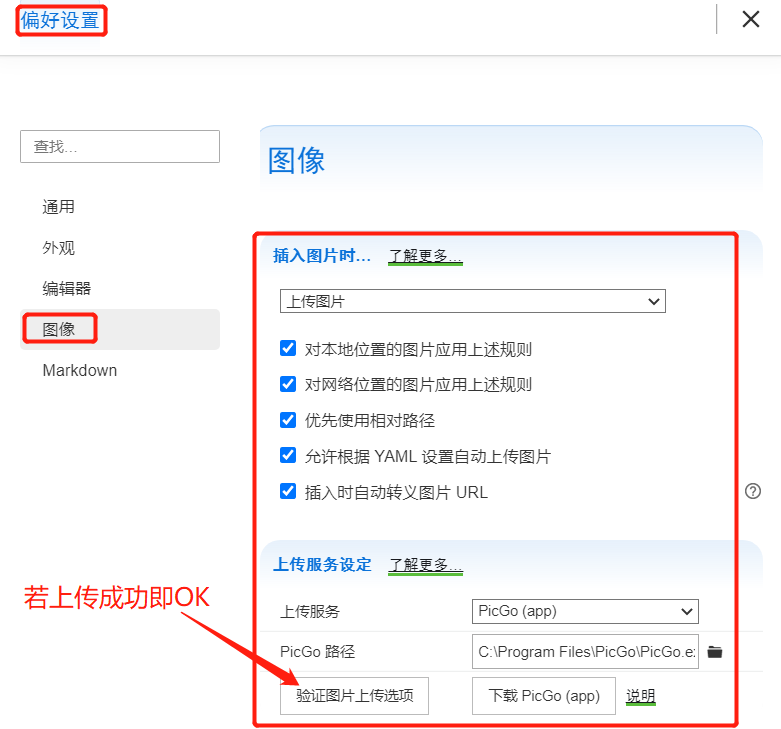 偏好设置
查找...
通用
外观
编辑器
图像
Markdown
图像
插入图片时... 了解更多...
上传图片
对本地位置的图片应用上述规则
对网络位置的图片应用上述规则
优先使用相对路径
允许根据 YAML 设置自动上传图片
插入时自动转义图片 URL
上传服务设定 了解更多...
若上传成功即OK
上传服务 PicGo (app)
PicGo 路径 C:\Program Files\PicGo\PicGo.e
验证图片上传选项 下载 PicGo (app) 说明